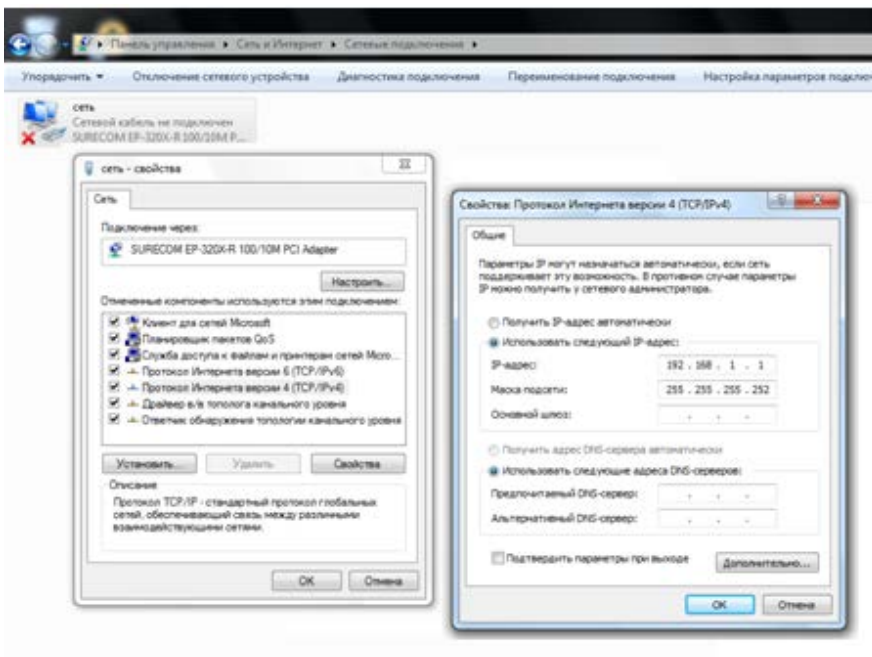 Панель управления ▸ Сеть и Интернет ▸ Сетевые подключения ▸
Упорядочить Отключение сетевого устройства Диагностика подключения Переименование подключения Настройка параметров подключ
сеть
Сетевой кабель не подключен
SURECOM EP-320X-R 100/10M P...
сеть - свойства
Сеть
Подключение через:
SURECOM EP-320X-R 100/10M PCI Adapter
Настроить...
Отмеченные компоненты используются этим подключением:
Клиент для сетей Microsoft
Планировщик пакетов QoS
Служба доступа к файлам и принтерам сетей Micro...
Протокол Интернета версии 6 (TCP/IPv6)
Протокол Интернета версии 4 (TCP/IPv4)
Драйвер в/в тополога канального уровня
Ответчик обнаружения топологии канального уровня
Установить... Удалить Свойства
Описание
Протокол TCP/IP - стандартный протокол глобальных
сетей, обеспечивающий связь между различными
взаимодействующими сетями.
OK Отмена
Свойства: Протокол Интернета версии 4 (TCP/IPv4)
Общие
Параметры IP могут назначаться автоматически, если сеть
поддерживает эту возможность. В противном случае параметры
IP можно получить у сетевого администратора.
Получить IP-адрес автоматически
Использовать следующий IP-адрес:
IP-адрес: 192 . 168 . 1 . 1
Маска подсети: 255 . 255 . 255 . 252
Основной шлюз: . . .
Получить адрес DNS-сервера автоматически
Использовать следующие адреса DNS-серверов:
Предпочитаемый DNS-сервер: . . .
Альтернативный DNS-сервер: . . .
Подтвердить параметры при выходе
Дополнительно...
OK Отмена